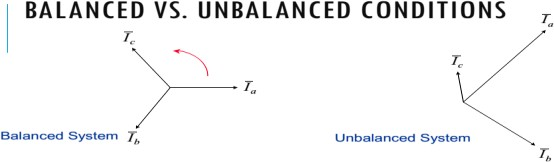 BALANCED VS. UNBALANCED CONDITIONS
I̅c
I̅a
Balanced System
I̅b
I̅a
I̅c
Unbalanced System
I̅b